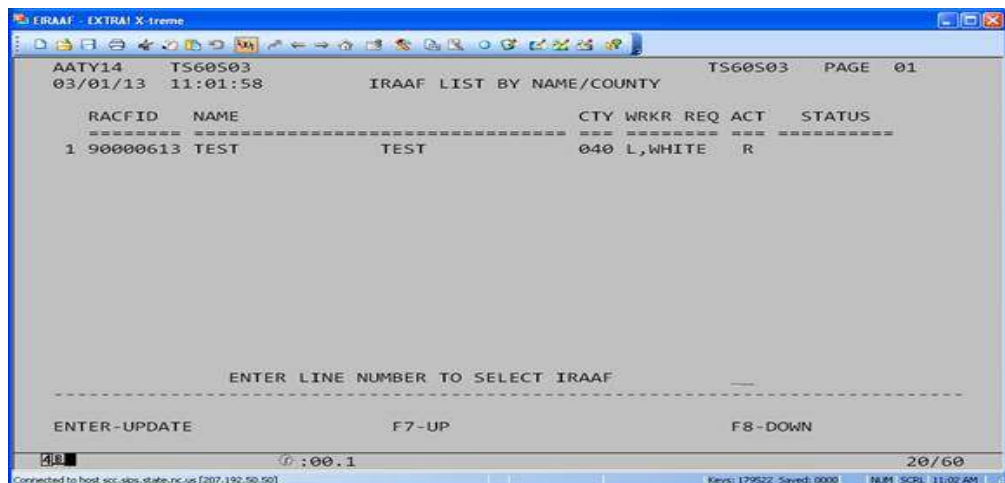 EIRAAF - EXTRA! X-treme
AATY14 TS60S03 TS60S03 PAGE 01
03/01/13 11:01:58 IRAAF LIST BY NAME/COUNTY
RACFID NAME CTY WRKR REQ ACT STATUS
======== ================================ === ======== === ==========
1 90000613 TEST TEST 040 L,WHITE R
ENTER LINE NUMBER TO SELECT IRAAF __
ENTER-UPDATE F7-UP F8-DOWN
:00.1 20/60
Connected to host scc.sips.state.nc.us [207.192.50.50] Keys: 179522 Saved: 0000 NUM SCRL 11:02 AM